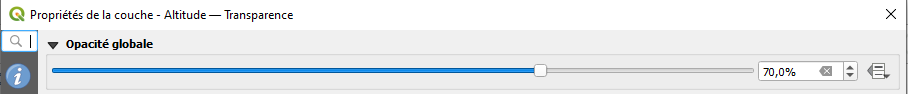 Propriétés de la couche - Altitude — Transparence
Opacité globale
70,0%